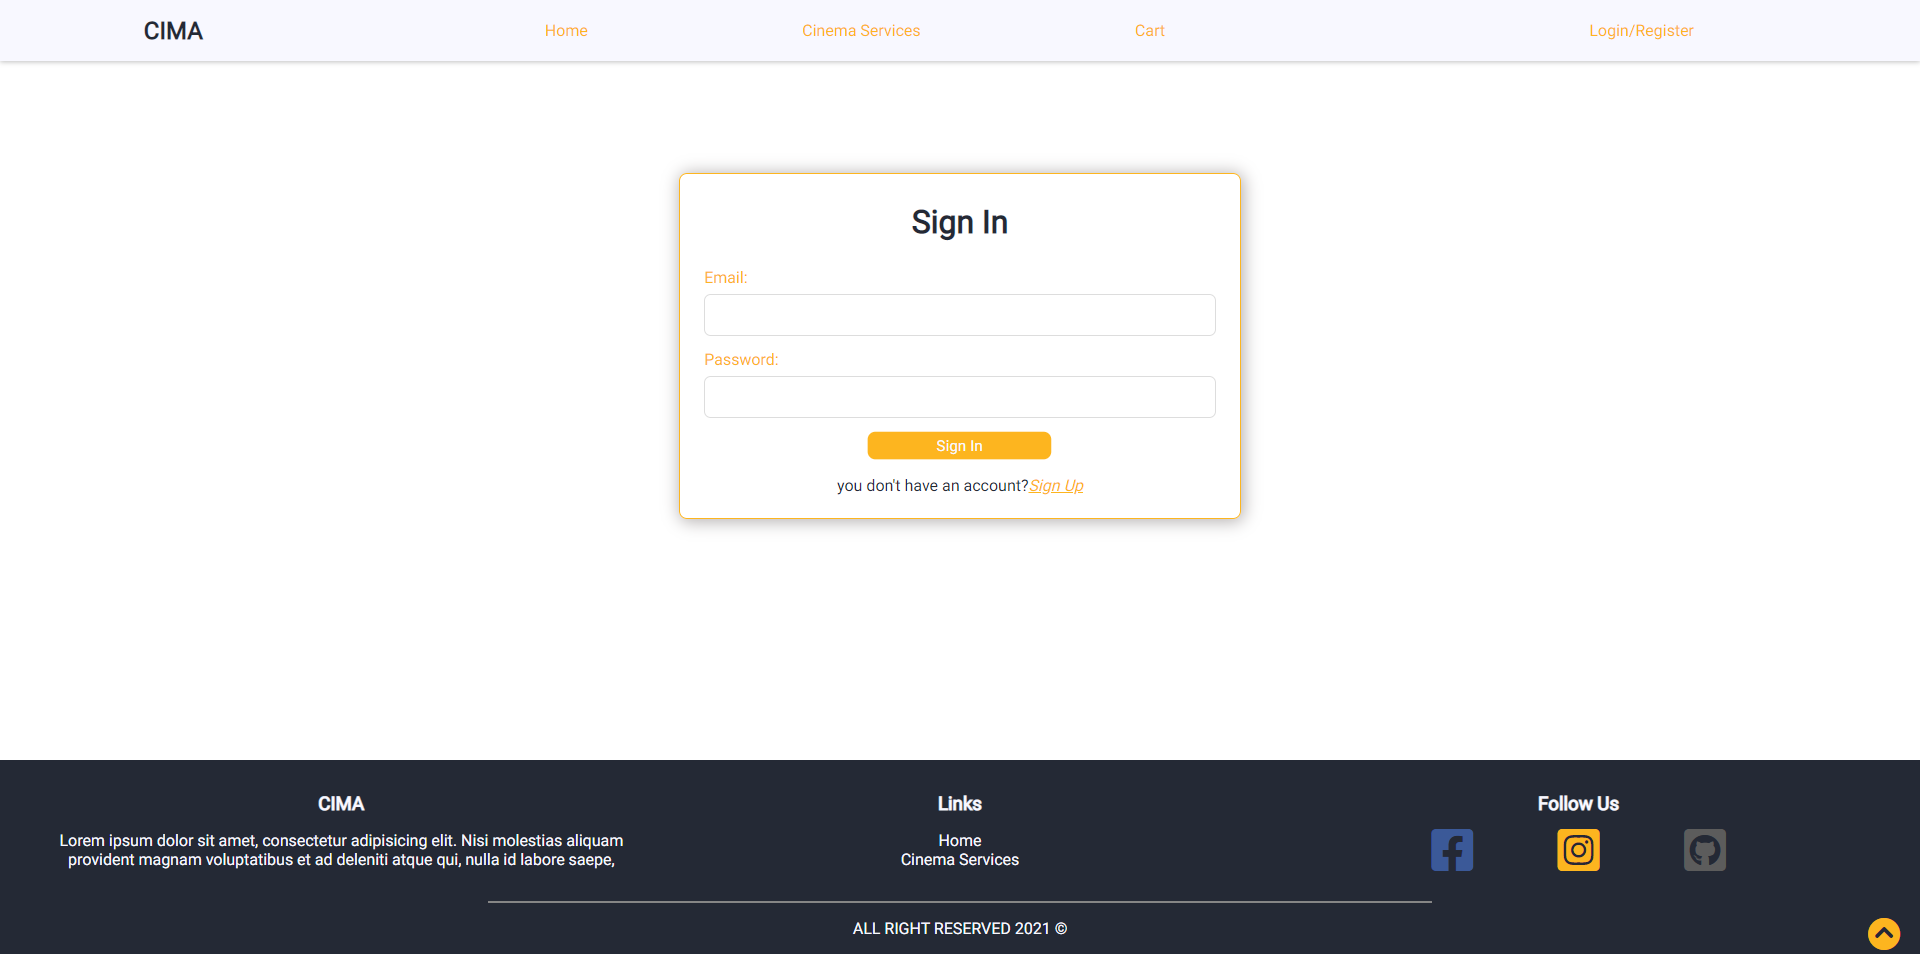 CIMA
Home
Cinema Services
Cart
Login/Register
Sign In
Email:
Password:
Sign In
you don't have an account?Sign Up
CIMA
Lorem ipsum dolor sit amet, consectetur adipisicing elit. Nisi molestias aliquam
provident magnam voluptatibus et ad deleniti atque qui, nulla id labore saepe,
Links
Home
Cinema Services
Follow Us
ALL RIGHT RESERVED 2021 ©